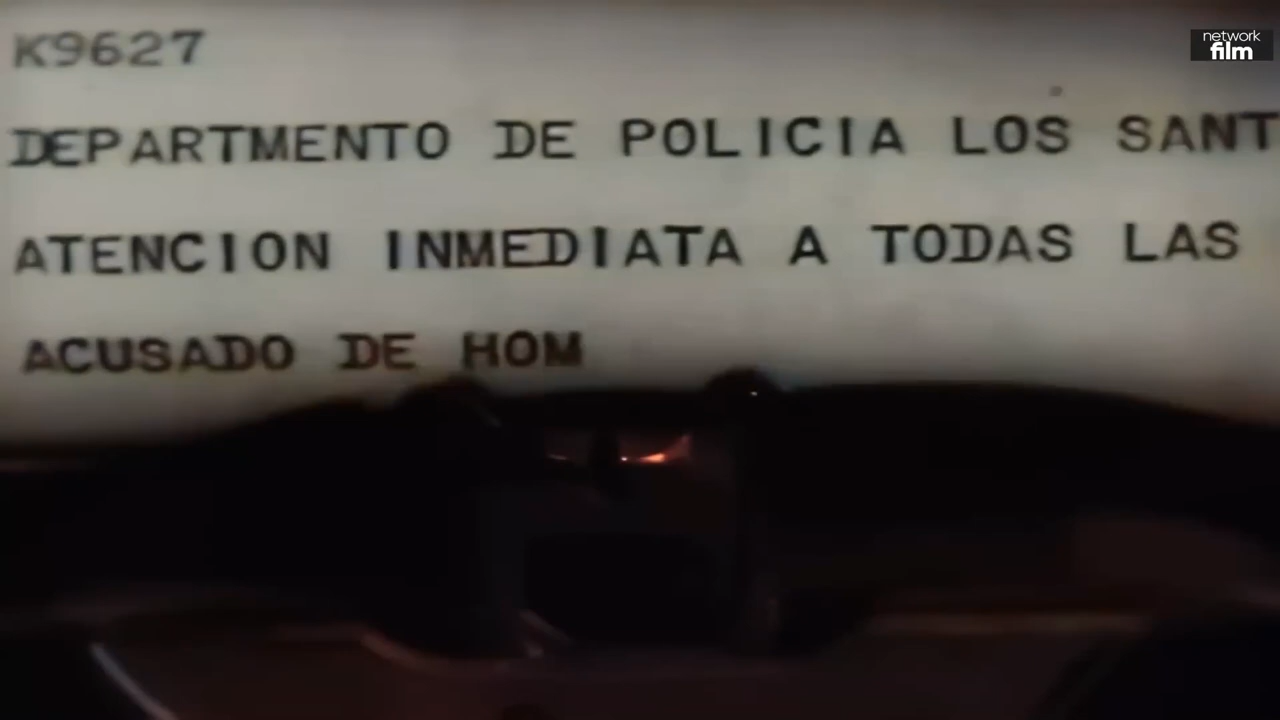 K9627
network
film
DEPARTMENTO DE POLICIA LOS SANT
ATENCION INMEDIATA A TODAS LAS
ACUSADO DE HOM